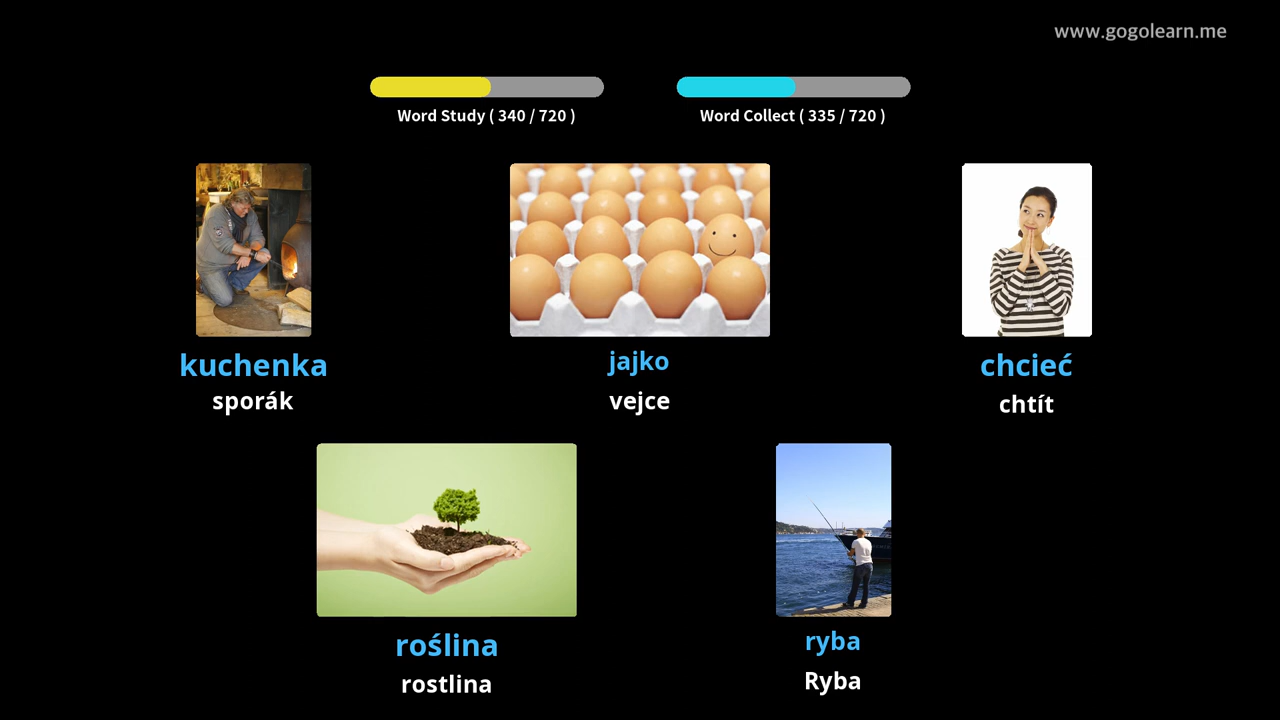 www.gogolearn.me
Word Study ( 340 / 720 )
Word Collect ( 335 / 720 )
kuchenka
sporák
jajko
vejce
chcieć
chtít
roślina
rostlina
ryba
Ryba